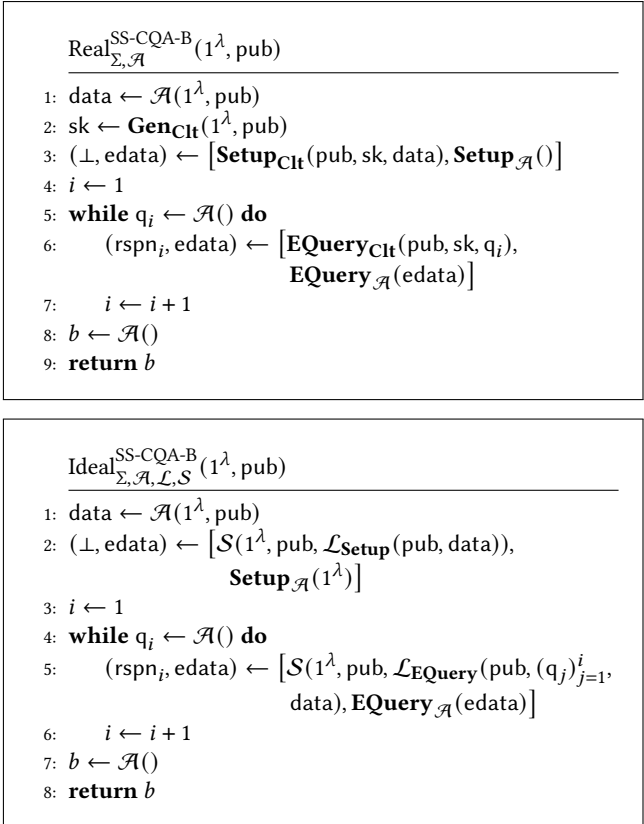 Real^{SS-CQA-B}_{Σ,𝒜}(1^λ, pub)
1: data ← 𝒜(1^λ, pub)
2: sk ← Gen_Clt(1^λ, pub)
3: (⊥, edata) ← [Setup_Clt(pub, sk, data), Setup_𝒜()]
4: i ← 1
5: while q_i ← 𝒜() do
6: (rspn_i, edata) ← [EQuery_Clt(pub, sk, q_i),
EQuery_𝒜(edata)]
7: i ← i + 1
8: b ← 𝒜()
9: return b
Ideal^{SS-CQA-B}_{Σ,𝒜,ℒ,𝒮}(1^λ, pub)
1: data ← 𝒜(1^λ, pub)
2: (⊥, edata) ← [𝒮(1^λ, pub, ℒ_Setup(pub, data)),
Setup_𝒜(1^λ)]
3: i ← 1
4: while q_i ← 𝒜() do
5: (rspn_i, edata) ← [𝒮(1^λ, pub, ℒ_EQuery(pub, (q_j)^i_{j=1},
data), EQuery_𝒜(edata)]
6: i ← i + 1
7: b ← 𝒜()
8: return b